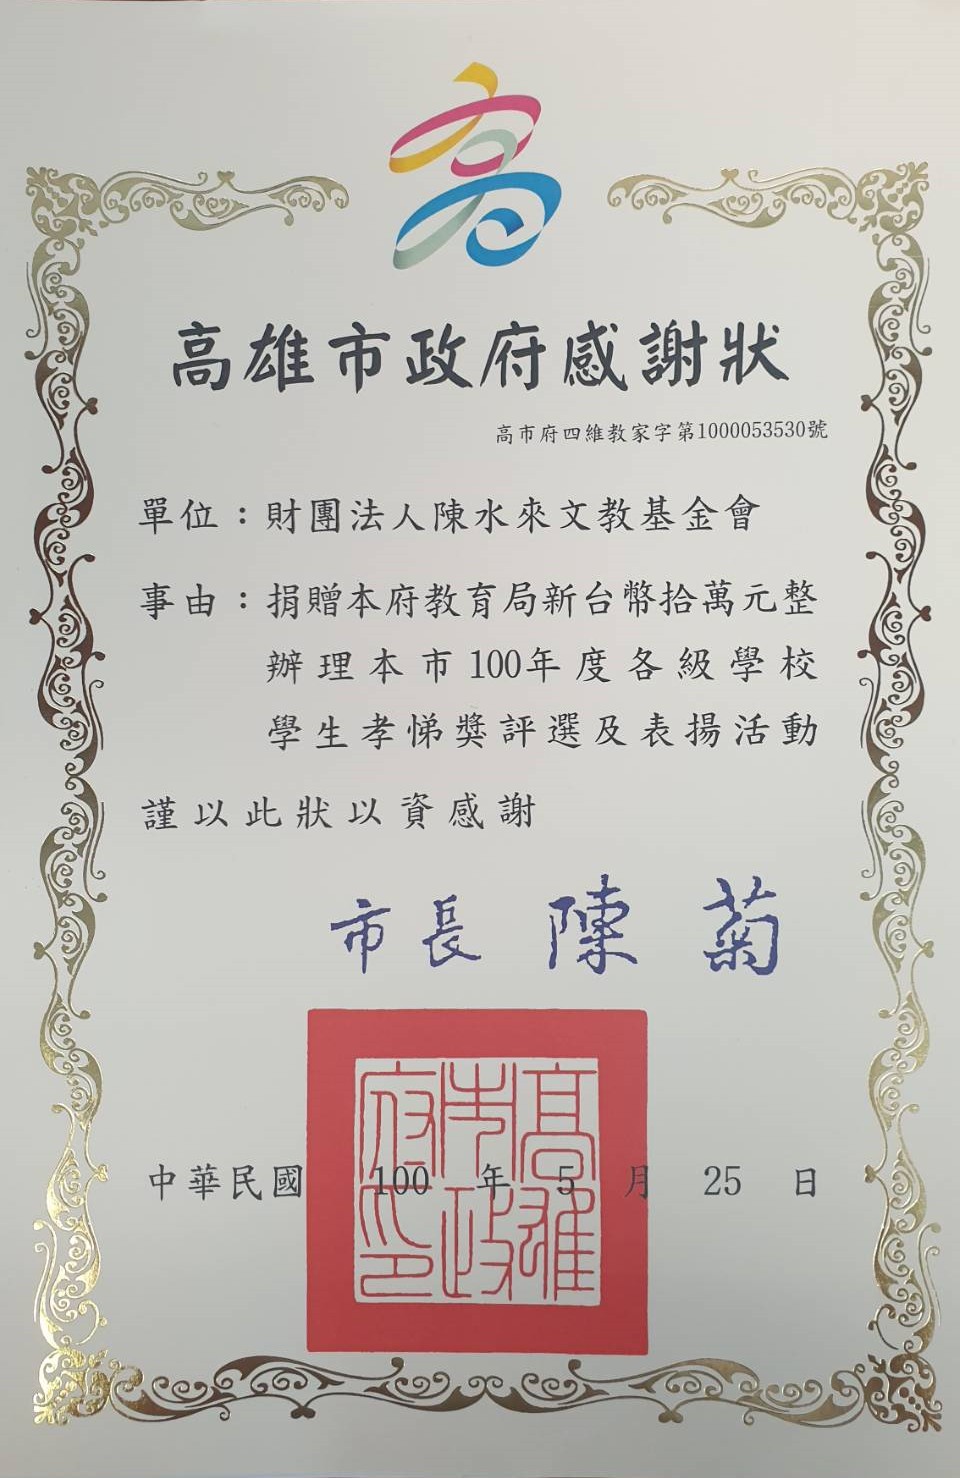 高雄市政府感謝狀
高市府四維教家字第1000053530號
單位：財團法人陳水來文教基金會
事由：捐贈本府教育局新台幣拾萬元整
辦理本市100年度各級學校
學生孝悌獎評選及表揚活動
謹以此狀以資感謝
市長 陳菊
高雄市政府印
中華民國 100 年 5 月 25 日